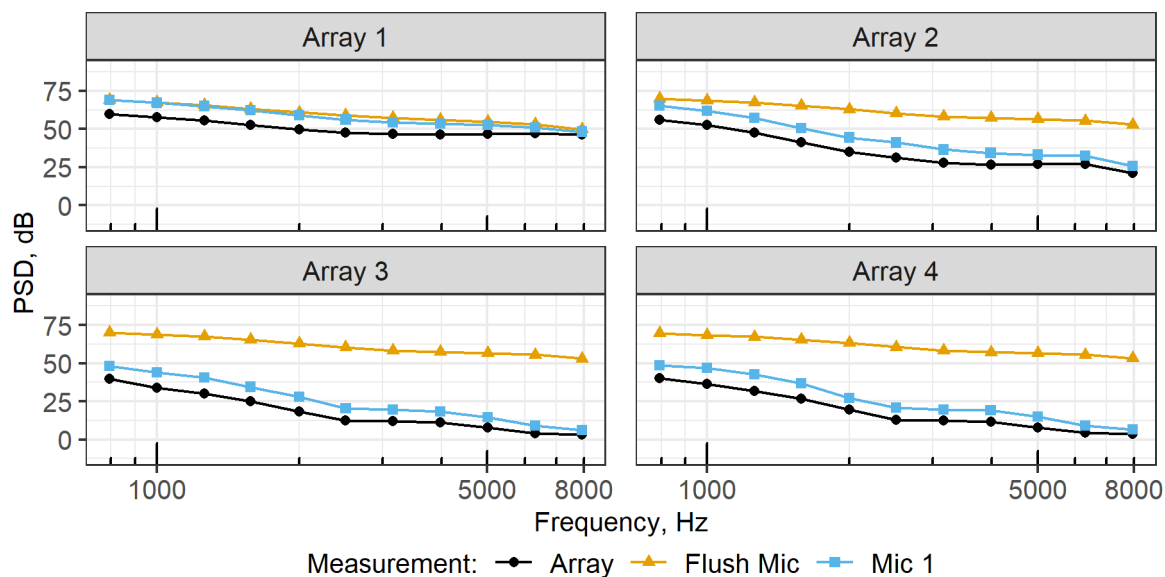 Array 1
Array 2
75
50
25
0
PSD, dB
Array 3
Array 4
75
50
25
0
1000
5000
8000
1000
5000
8000
Frequency, Hz
Measurement: Array Flush Mic Mic 1